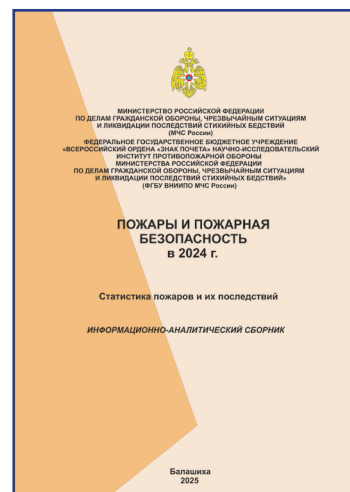 МИНИСТЕРСТВО РОССИЙСКОЙ ФЕДЕРАЦИИ
ПО ДЕЛАМ ГРАЖДАНСКОЙ ОБОРОНЫ, ЧРЕЗВЫЧАЙНЫМ СИТУАЦИЯМ
И ЛИКВИДАЦИИ ПОСЛЕДСТВИЙ СТИХИЙНЫХ БЕДСТВИЙ
(МЧС России)
ФЕДЕРАЛЬНОЕ ГОСУДАРСТВЕННОЕ БЮДЖЕТНОЕ УЧРЕЖДЕНИЕ
«ВСЕРОССИЙСКИЙ ОРДЕНА «ЗНАК ПОЧЕТА» НАУЧНО-ИССЛЕДОВАТЕЛЬСКИЙ
ИНСТИТУТ ПРОТИВОПОЖАРНОЙ ОБОРОНЫ
МИНИСТЕРСТВА РОССИЙСКОЙ ФЕДЕРАЦИИ
ПО ДЕЛАМ ГРАЖДАНСКОЙ ОБОРОНЫ, ЧРЕЗВЫЧАЙНЫМ СИТУАЦИЯМ
И ЛИКВИДАЦИИ ПОСЛЕДСТВИЙ СТИХИЙНЫХ БЕДСТВИЙ»
(ФГБУ ВНИИПО МЧС России)
ПОЖАРЫ И ПОЖАРНАЯ
БЕЗОПАСНОСТЬ
в 2024 г.
Статистика пожаров и их последствий
ИНФОРМАЦИОННО-АНАЛИТИЧЕСКИЙ СБОРНИК
Балашиха
2025